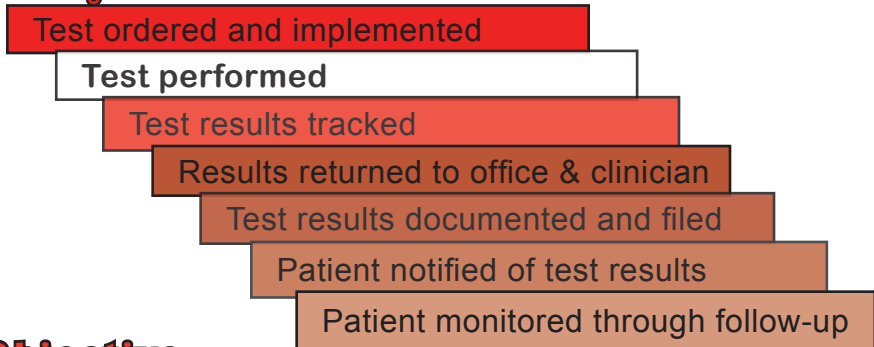 Test ordered and implemented
Test performed
Test results tracked
Results returned to office & clinician
Test results documented and filed
Patient notified of test results
Patient monitored through follow-up